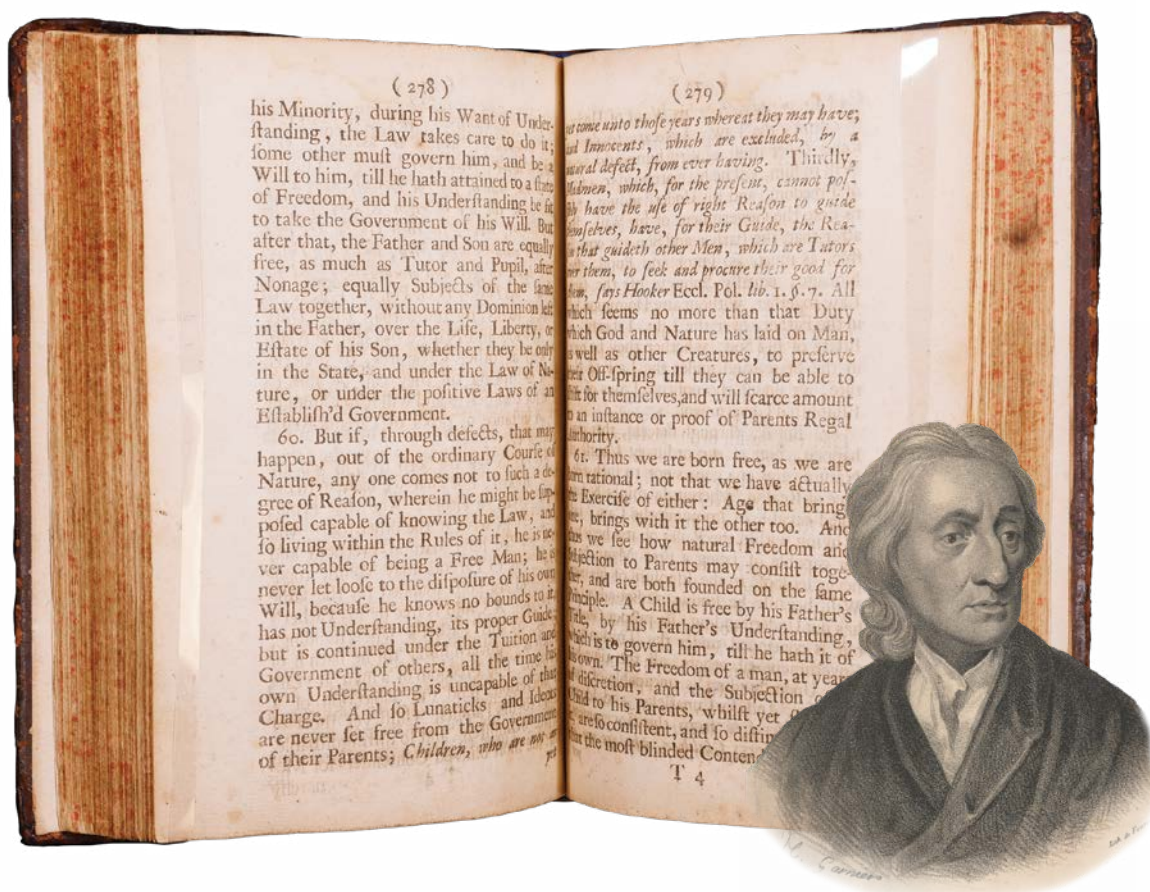 (278)
his Minority, during his Want of Under-
ſtanding, the Law takes care to do it;
ſome other muſt govern him, and be a
Will to him, till he hath attained to a ſtate
of Freedom, and his Underſtanding be fit
to take the Government of his Will. But
after that, the Father and Son are equally
free, as much as Tutor and Pupil, after
Nonage; equally Subjects of the ſame
Law together, without any Dominion left
in the Father, over the Life, Liberty, or
Eſtate of his Son, whether they be only
in the State, and under the Law of Na-
ture, or under the poſitive Laws of an
Eſtabliſh'd Government.
60. But if, through defects, that may
happen, out of the ordinary Courſe of
Nature, any one comes not to ſuch a de-
gree of Reaſon, wherein he might be ſup-
poſed capable of knowing the Law, and
ſo living within the Rules of it, he is ne-
ver capable of being a Free Man; he is
never let looſe to the diſpoſure of his own
Will, becauſe he knows no bounds to it,
has not Underſtanding, its proper Guide,
but is continued under the Tuition and
Government of others, all the time his
own Underſtanding is uncapable of that
Charge. And ſo Lunaticks and Ideots
are never ſet free from the Government
of their Parents; Children, who are not as
yet
(279)
yet come unto thoſe years whereat they may have;
and Innocents, which are excluded, by a
natural defect, from ever having. Thirdly,
Madmen, which, for the preſent, cannot poſ-
ſibly have the uſe of right Reaſon to guide
themſelves, have, for their Guide, the Rea-
ſon that guideth other Men, which are Tutors
over them, to ſeek and procure their good for
them, ſays Hooker Eccl. Pol. lib. 1. §. 7. All
which ſeems no more than that Duty
which God and Nature has laid on Man,
as well as other Creatures, to preſerve
their Off-ſpring till they can be able to
ſhift for themſelves, and will ſcarce amount
to an inſtance or proof of Parents Regal
Authority.
61. Thus we are born free, as we are
born rational; not that we have actually
the Exerciſe of either: Age that brings
one, brings with it the other too. And
thus we ſee how natural Freedom and
Subjection to Parents may conſiſt toge-
ther, and are both founded on the ſame
Principle. A Child is free by his Father's
Title, by his Father's Underſtanding,
which is to govern him, till he hath it of
his own. The Freedom of a man, at years
of diſcretion, and the Subjection
Child to his Parents, whilſt yet
are ſo conſiſtent, and ſo diſtin
that the moſt blinded Conten
T 4